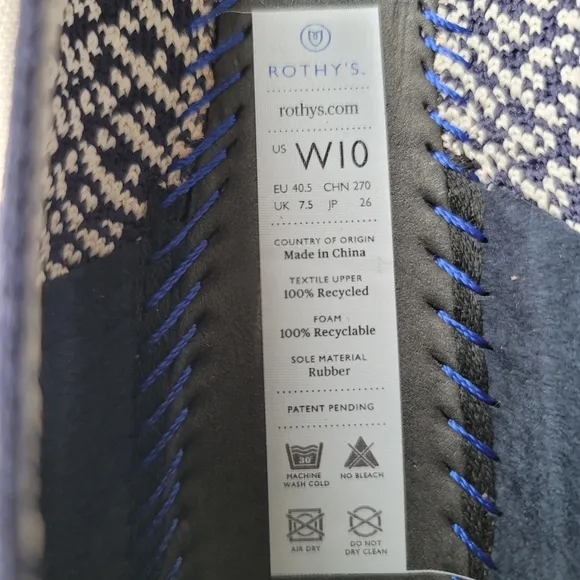 ROTHY'S.
rothys.com
US W10
EU 40.5 CHN 270
UK 7.5 JP 26
COUNTRY OF ORIGIN
Made in China
TEXTILE UPPER
100% Recycled
FOAM
100% Recyclable
SOLE MATERIAL
Rubber
PATENT PENDING
30°
MACHINE WASH COLD
NO BLEACH
AIR DRY
DO NOT DRY CLEAN